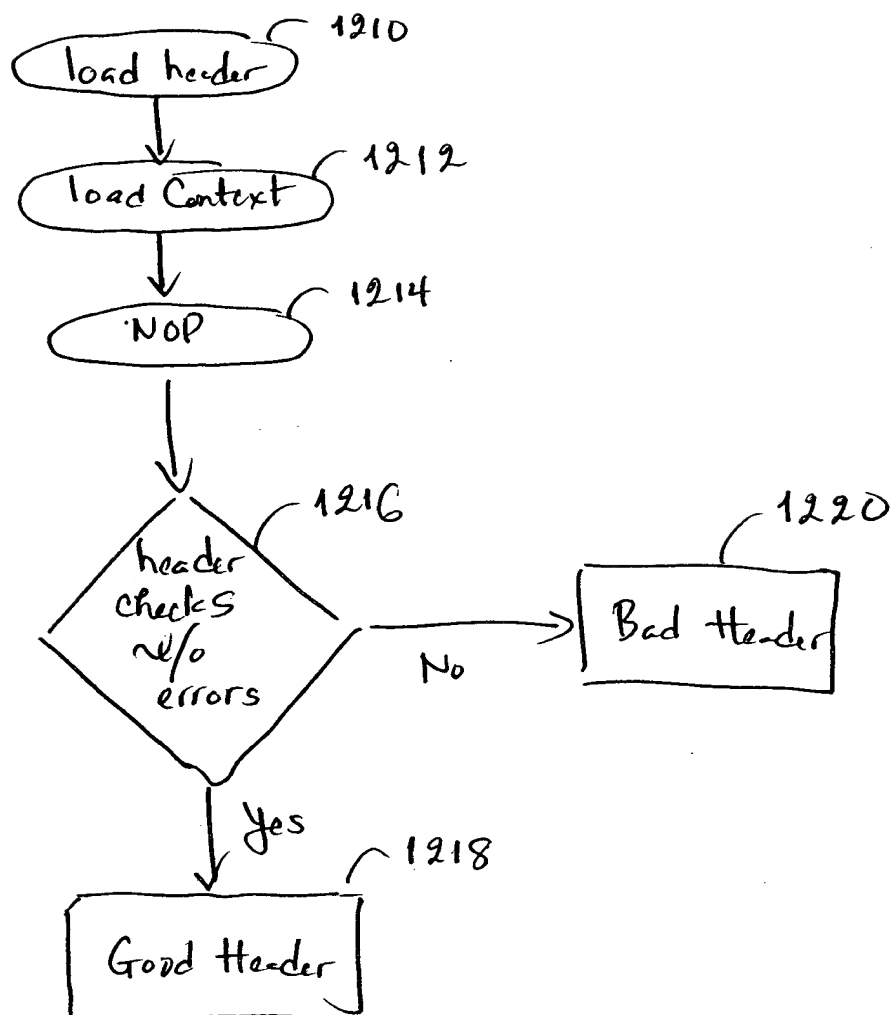 1210
load header
1212
load Context
1214
NOP
1216
header
checks
w/o
errors
1220
Bad Header
No
Yes
1218
Good Header